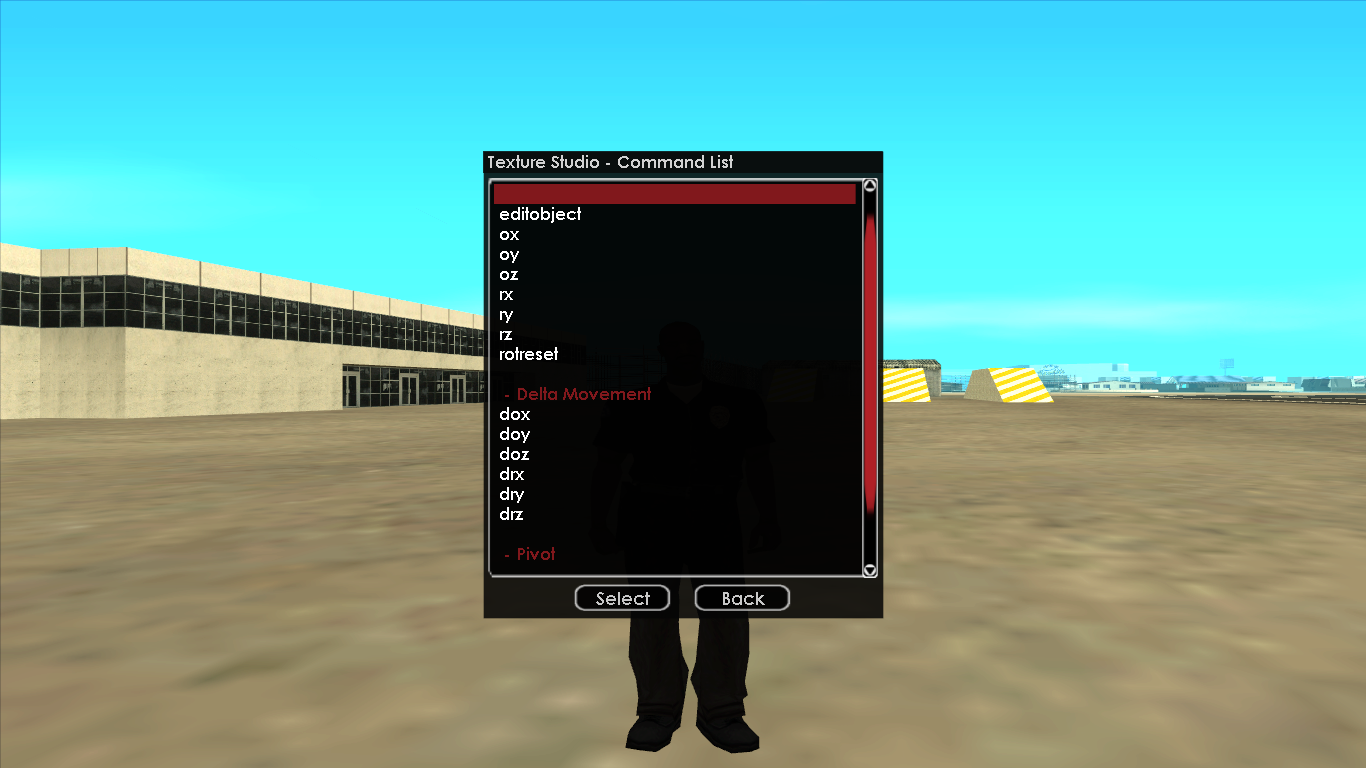 Texture Studio - Command List
editobject
ox
oy
oz
rx
ry
rz
rotreset
- Delta Movement
dox
doy
doz
drx
dry
drz
- Pivot
Select
Back